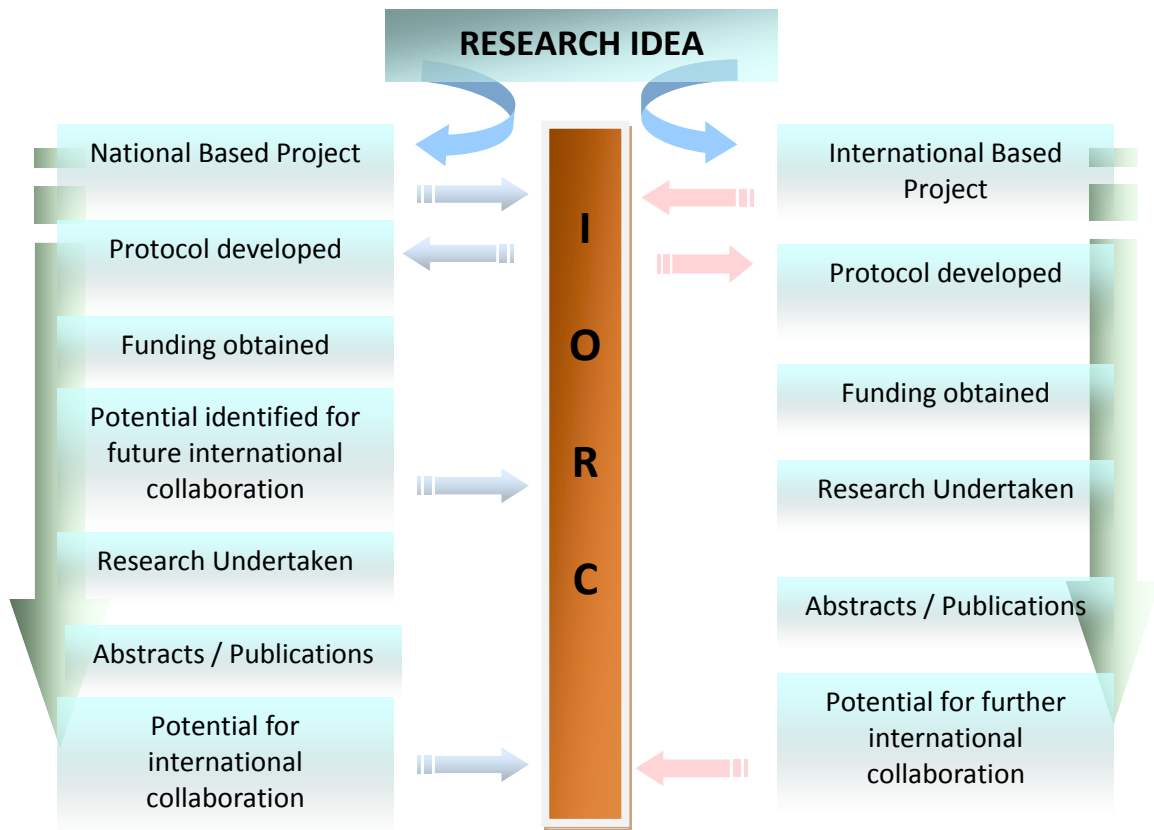 RESEARCH IDEA
National Based Project
Protocol developed
Funding obtained
Potential identified for
future international
collaboration
Research Undertaken
Abstracts / Publications
Potential for
international
collaboration
I
O
R
C
International Based
Project
Protocol developed
Funding obtained
Research Undertaken
Abstracts / Publications
Potential for further
international
collaboration